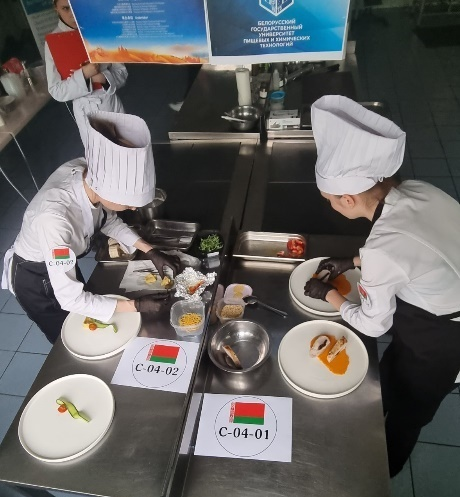 БЕЛОРУССКИЙ
ГОСУДАРСТВЕННЫЙ
УНИВЕРСИТЕТ
ПИЩЕВЫХ И ХИМИЧЕСКИХ
ТЕХНОЛОГИЙ
С-04-02
С-04-02
С-04-01